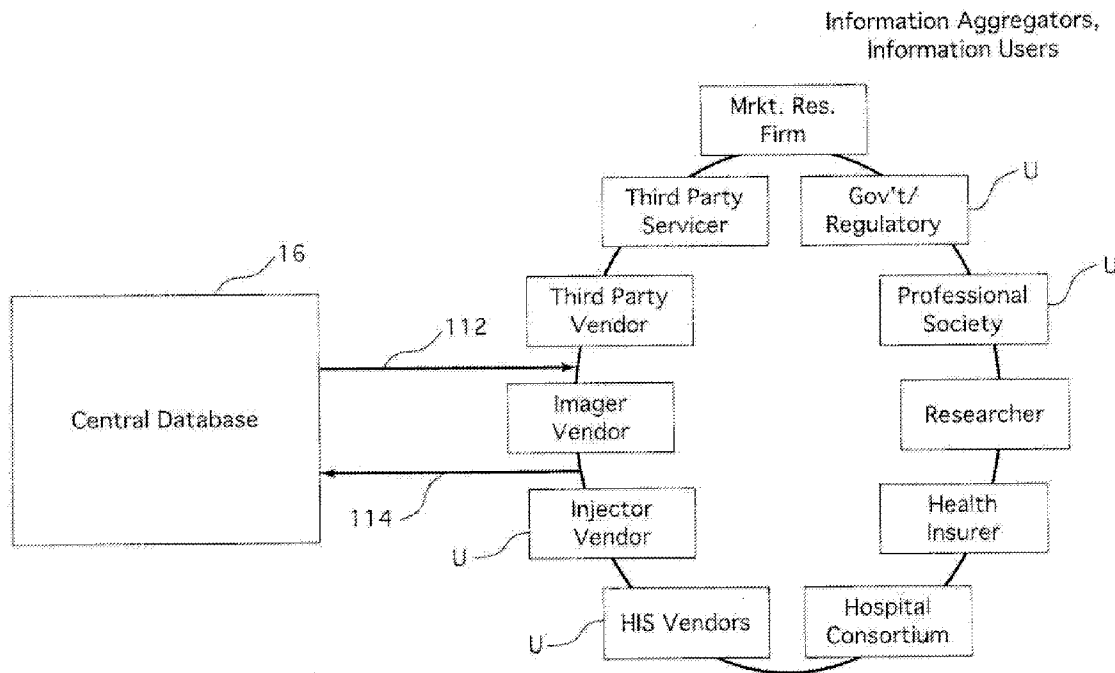 Information Aggregators,
Information Users
Mrkt. Res.
Firm
Third Party
Servicer
Gov't/
Regulatory
U
16
Third Party
Vendor
Professional
Society
U
112
Central Database
Imager
Vendor
Researcher
114
Injector
Vendor
U
Health
Insurer
HIS Vendors
U
Hospital
Consortium